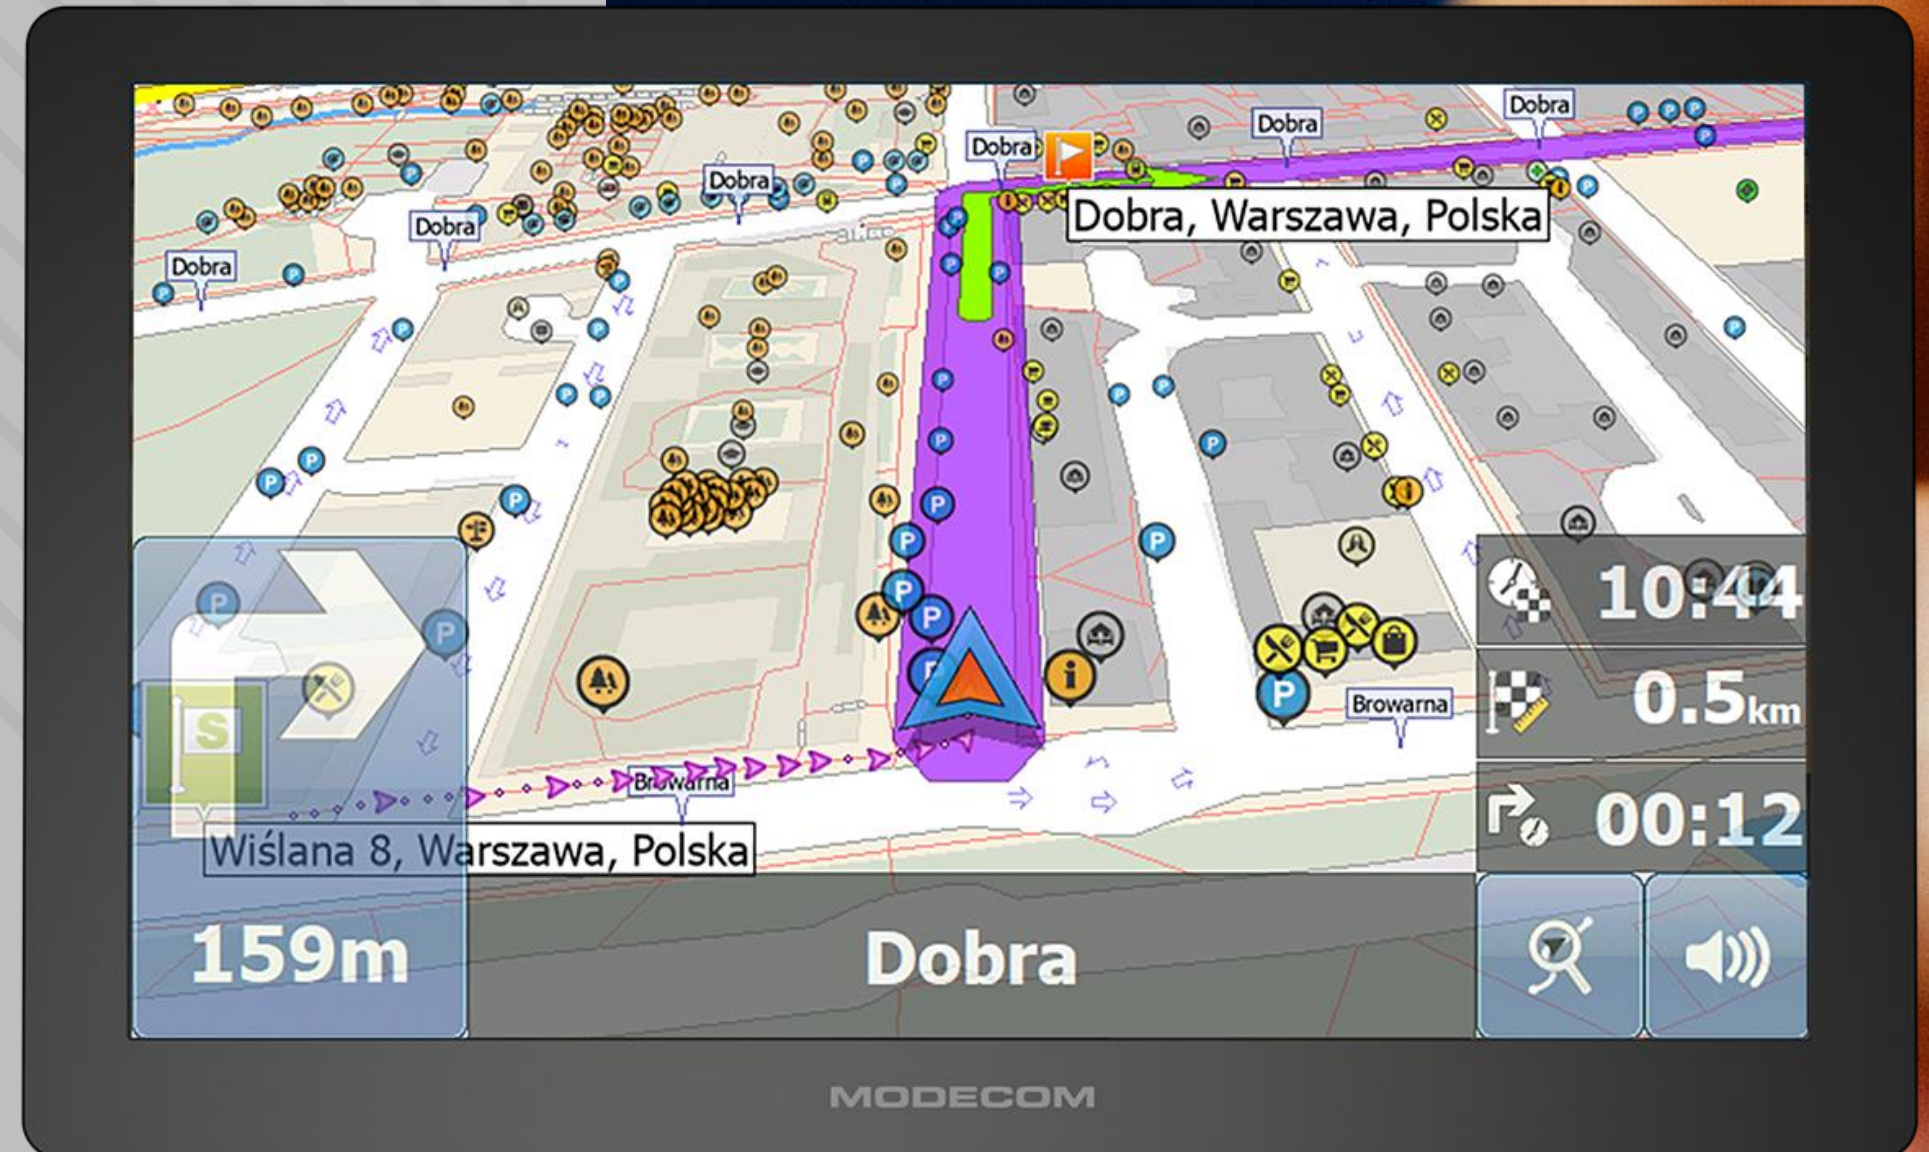 Dobra
Dobra
Dobra
Dobra
Dobra
Dobra
Dobra, Warszawa, Polska
Browarna
Browarna
Wiślana 8, Warszawa, Polska
S
10:44
0.5km
00:12
159m
Dobra
MODECOM